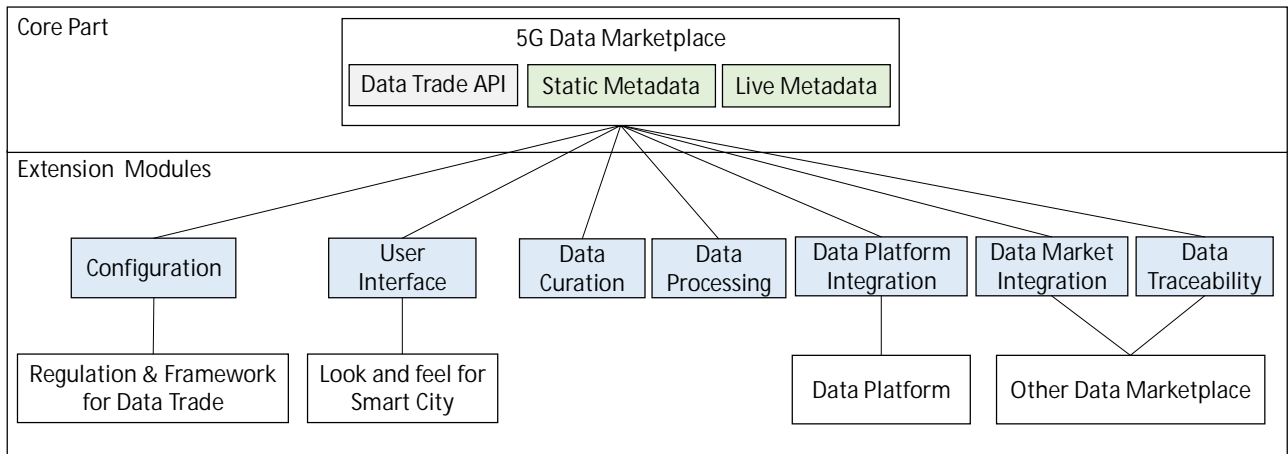 Core Part
5G Data Marketplace
Data Trade API
Static Metadata
Live Metadata
Extension Modules
Configuration
User
Interface
Data
Curation
Data
Processing
Data Platform
Integration
Data Market
Integration
Data
Traceability
Regulation & Framework
for Data Trade
Look and feel for
Smart City
Data Platform
Other Data Marketplace